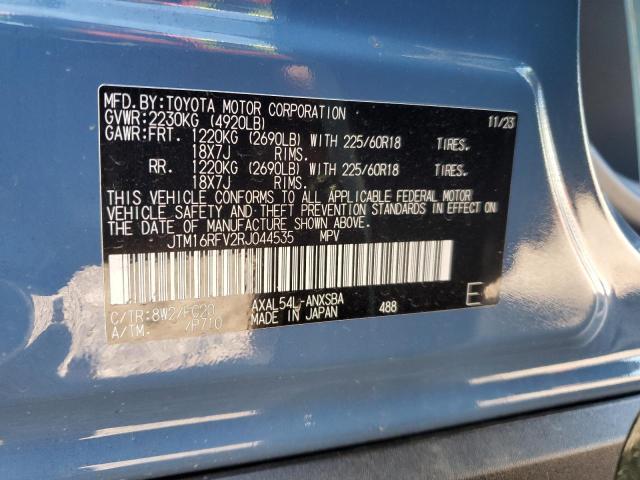 MFD.BY:TOYOTA MOTOR CORPORATION 11/23
GVWR:2230KG (4920LB)
GAWR:FRT. 1220KG (2690LB) WITH 225/60R18 TIRES.
18X7J RIMS.
RR. 1220KG (2690LB) WITH 225/60R18 TIRES.
18X7J RIMS.
THIS VEHICLE CONFORMS TO ALL APPLICABLE FEDERAL MOTOR
VEHICLE SAFETY AND THEFT PREVENTION STANDARDS IN EFFECT ON
THE DATE OF MANUFACTURE SHOWN ABOVE.
JTM16RFV2RJ044535 MPV
C/TR:8W2/FC20 AXAL54L-ANXSBA E
A/TM. /P710 MADE IN JAPAN 488